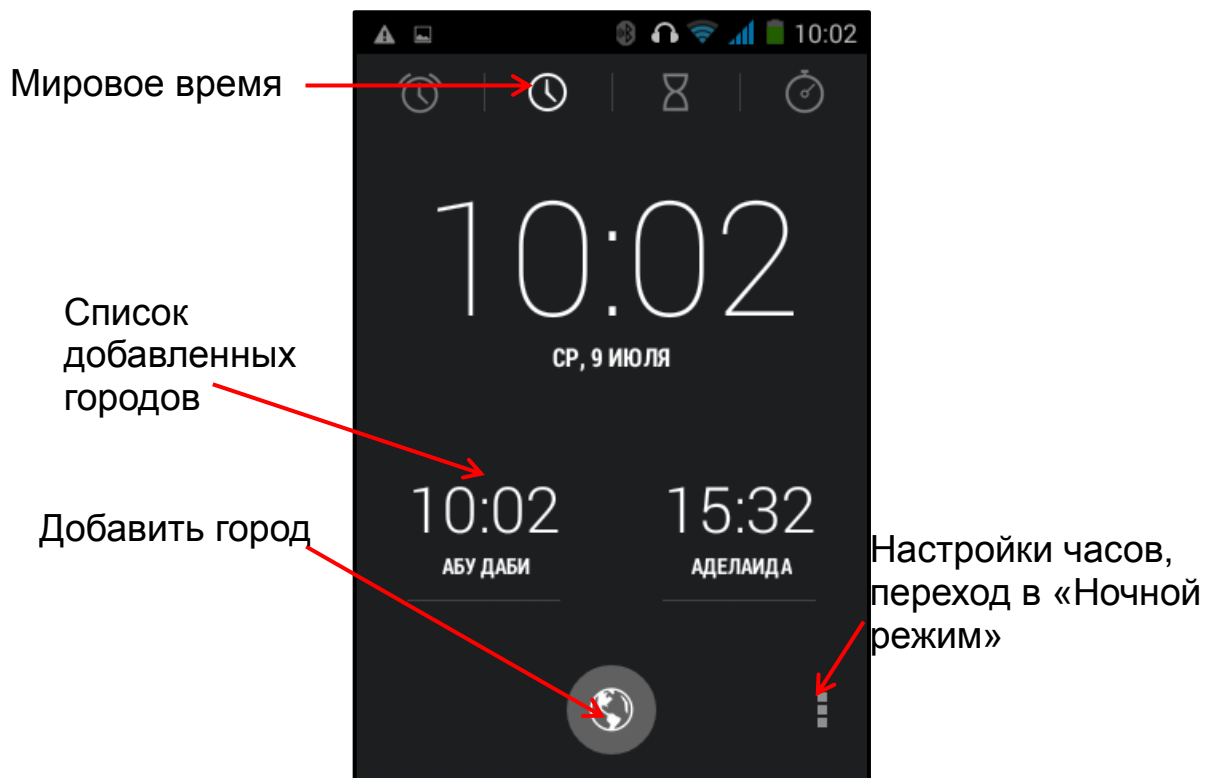 10:02
Мировое время
10:02
СР, 9 ИЮЛЯ
Список
добавленных
городов
10:02
15:32
АБУ ДАБИ
АДЕЛАИДА
Добавить город
Настройки часов,
переход в «Ночной
режим»